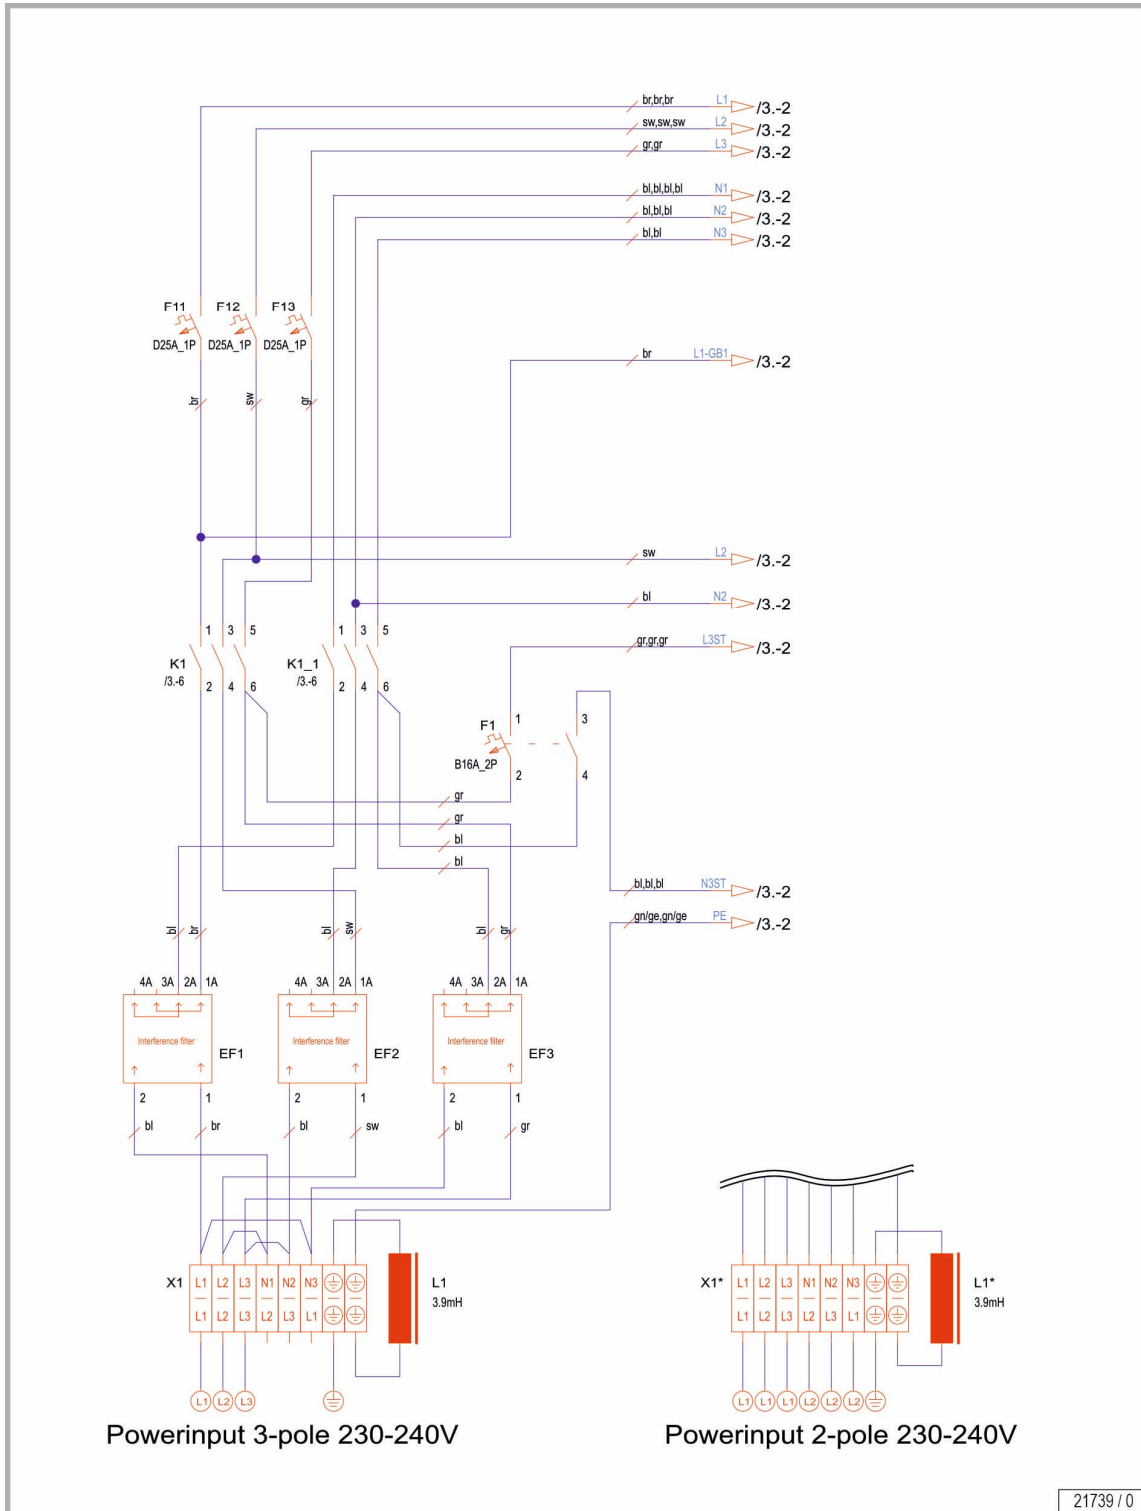 br,br,br L1 /3.-2
sw,sw,sw L2 /3.-2
gr,gr L3 /3.-2
bl,bl,bl,bl N1 /3.-2
bl,bl,bl N2 /3.-2
bl,bl N3 /3.-2
F11 F12 F13
D25A_1P D25A_1P D25A_1P
br L1-GB1 /3.-2
br sw gr
sw L2 /3.-2
bl N2 /3.-2
1 3 5 1 3 5
gr,gr,gr L3ST /3.-2
K1 K1_1
/3.-6 /3.-6
2 4 6 2 4 6
1 3
F1
B16A_2P
2 4
gr
gr
bl
bl
bl,bl,bl N3ST /3.-2
gn/ge,gn/ge PE /3.-2
bl br bl sw bl gr
4A 3A 2A 1A 4A 3A 2A 1A 4A 3A 2A 1A
Interference filter Interference filter Interference filter
EF1 EF2 EF3
2 1 2 1 2 1
bl br bl sw bl gr
X1 L1 L2 L3 N1 N2 N3 L1
3.9mH
L1 L2 L3 L2 L3 L1
L1 L2 L3
X1* L1 L2 L3 N1 N2 N3 L1*
3.9mH
L1 L2 L3 L2 L3 L1
L1 L1 L1 L2 L2 L2
Powerinput 3-pole 230-240V
Powerinput 2-pole 230-240V
21739 / 0